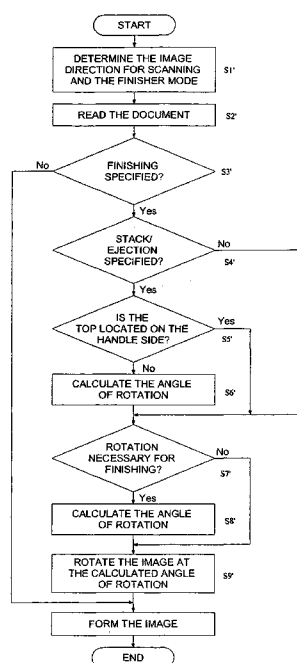 START
DETERMINE THE IMAGE
DIRECTION FOR SCANNING
AND THE FINISHER MODE
S1'
READ THE DOCUMENT
S2'
No
FINISHING
SPECIFIED?
S3'
Yes
STACK/
EJECTION
SPECIFIED?
No
S4'
Yes
IS THE
TOP LOCATED ON THE
HANDLE SIDE?
Yes
S5'
No
CALCULATE THE ANGLE
OF ROTATION
S6'
ROTATION
NECESSARY FOR
FINISHING?
No
S7'
Yes
CALCULATE THE ANGLE
OF ROTATION
S8'
ROTATE THE IMAGE AT
THE CALCULATED ANGLE
OF ROTATION
S9'
FORM THE IMAGE
END